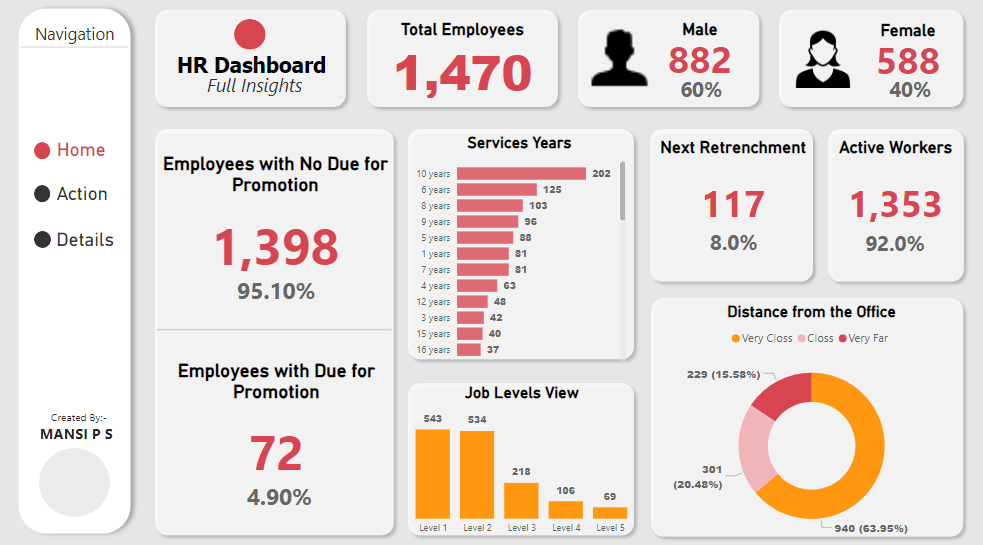 Navigation
Home
Action
Details
Created By:-
MANSI P S
HR Dashboard
Full Insights
Total Employees
1,470
Male
882
60%
Female
588
40%
Employees with No Due for
Promotion
1,398
95.10%
Employees with Due for
Promotion
72
4.90%
Services Years
10 years 202
6 years 125
8 years 103
9 years 96
5 years 88
1 years 81
7 years 81
4 years 63
12 years 48
3 years 42
15 years 40
16 years 37
Job Levels View
543 534 218 106 69
Level 1 Level 2 Level 3 Level 4 Level 5
Next Retrenchment
117
8.0%
Active Workers
1,353
92.0%
Distance from the Office
Very Closs Closs Very Far
229 (15.58%)
301
(20.48%)
940 (63.95%)